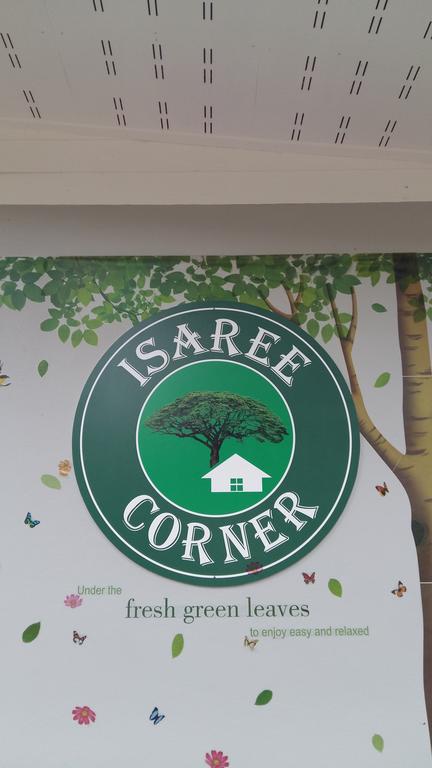 ISAREE
CORNER
Under the
fresh green leaves
to enjoy easy and relaxed